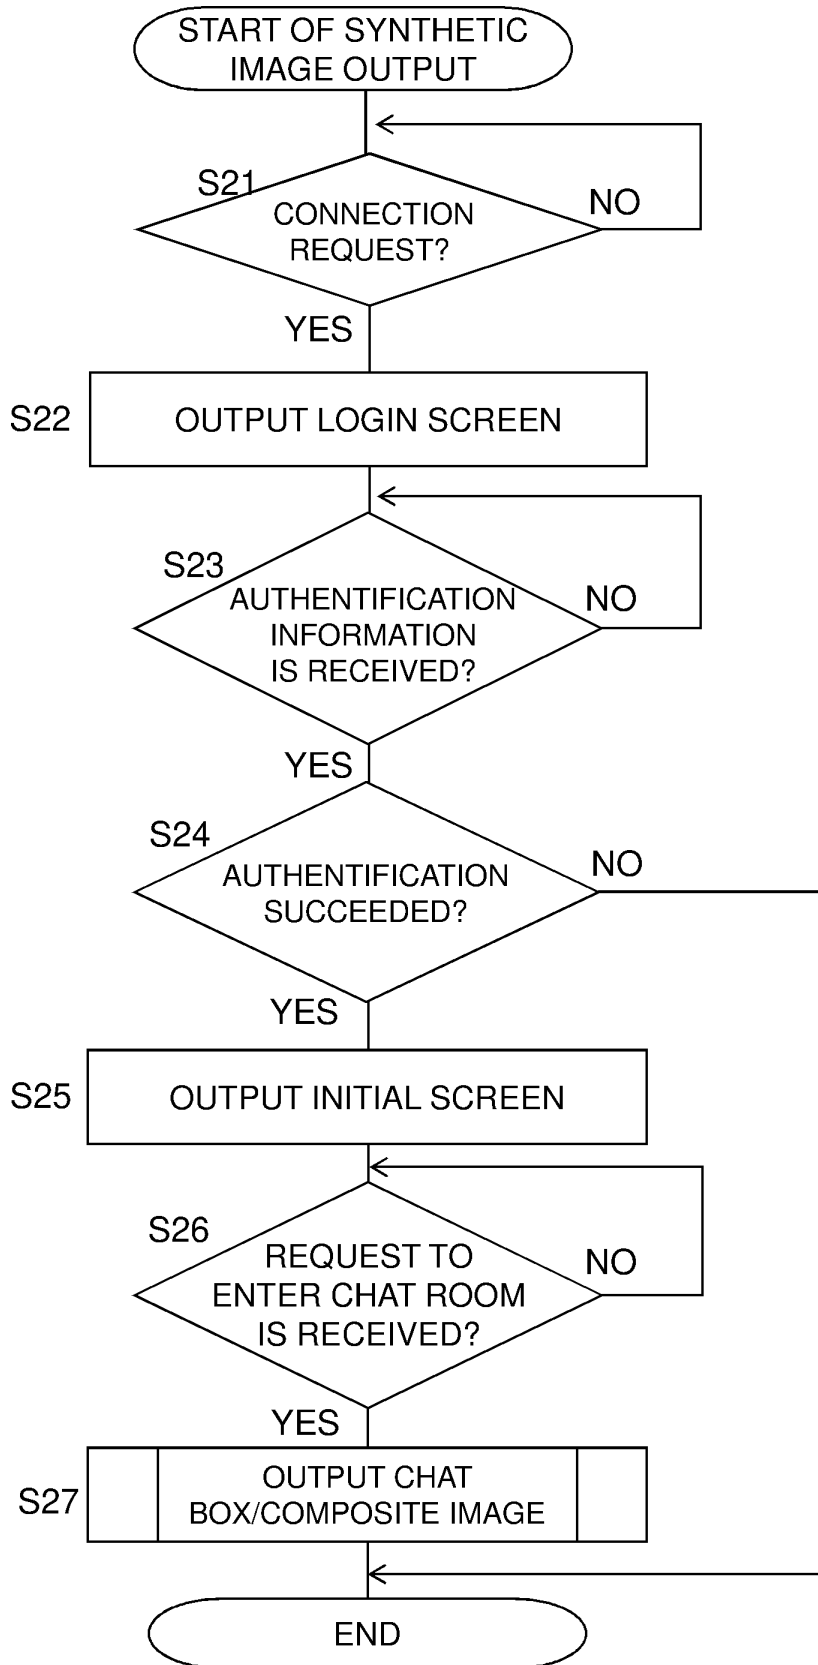 START OF SYNTHETIC
IMAGE OUTPUT
S21
CONNECTION
REQUEST?
NO
YES
S22
OUTPUT LOGIN SCREEN
S23
AUTHENTIFICATION
INFORMATION
IS RECEIVED?
NO
YES
S24
AUTHENTIFICATION
SUCCEEDED?
NO
YES
S25
OUTPUT INITIAL SCREEN
S26
REQUEST TO
ENTER CHAT ROOM
IS RECEIVED?
NO
YES
S27
OUTPUT CHAT
BOX/COMPOSITE IMAGE
END